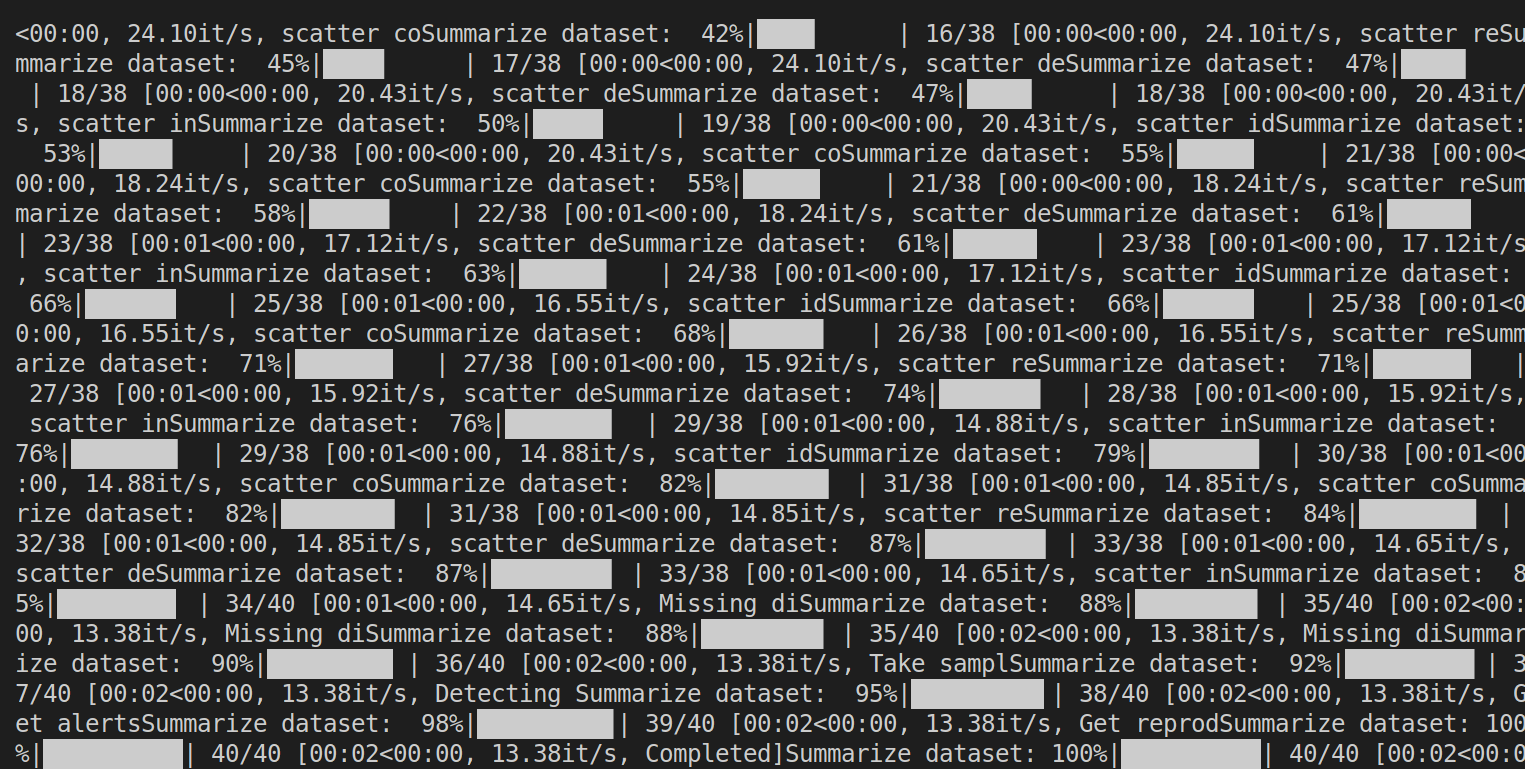 <00:00, 24.10it/s, scatter coSummarize dataset:  42%|████      | 16/38 [00:00<00:00, 24.10it/s, scatter reSu
mmarize dataset:  45%|████      | 17/38 [00:00<00:00, 24.10it/s, scatter deSummarize dataset:  47%|████
 | 18/38 [00:00<00:00, 20.43it/s, scatter deSummarize dataset:  47%|████      | 18/38 [00:00<00:00, 20.43it/
s, scatter inSummarize dataset:  50%|█████     | 19/38 [00:00<00:00, 20.43it/s, scatter idSummarize dataset:
  53%|█████     | 20/38 [00:00<00:00, 20.43it/s, scatter coSummarize dataset:  55%|█████     | 21/38 [00:00<
00:00, 18.24it/s, scatter coSummarize dataset:  55%|█████     | 21/38 [00:00<00:00, 18.24it/s, scatter reSum
marize dataset:  58%|█████     | 22/38 [00:01<00:00, 18.24it/s, scatter deSummarize dataset:  61%|██████
| 23/38 [00:01<00:00, 17.12it/s, scatter deSummarize dataset:  61%|██████    | 23/38 [00:01<00:00, 17.12it/s
, scatter inSummarize dataset:  63%|██████    | 24/38 [00:01<00:00, 17.12it/s, scatter idSummarize dataset:
 66%|██████    | 25/38 [00:01<00:00, 16.55it/s, scatter idSummarize dataset:  66%|██████    | 25/38 [00:01<0
0:00, 16.55it/s, scatter coSummarize dataset:  68%|██████    | 26/38 [00:01<00:00, 16.55it/s, scatter reSumm
arize dataset:  71%|███████   | 27/38 [00:01<00:00, 15.92it/s, scatter reSummarize dataset:  71%|███████   |
 27/38 [00:01<00:00, 15.92it/s, scatter deSummarize dataset:  74%|███████   | 28/38 [00:01<00:00, 15.92it/s,
 scatter inSummarize dataset:  76%|███████   | 29/38 [00:01<00:00, 14.88it/s, scatter inSummarize dataset:
76%|███████   | 29/38 [00:01<00:00, 14.88it/s, scatter idSummarize dataset:  79%|███████   | 30/38 [00:01<00
:00, 14.88it/s, scatter coSummarize dataset:  82%|████████  | 31/38 [00:01<00:00, 14.85it/s, scatter coSumma
rize dataset:  82%|████████  | 31/38 [00:01<00:00, 14.85it/s, scatter reSummarize dataset:  84%|████████  |
32/38 [00:01<00:00, 14.85it/s, scatter deSummarize dataset:  87%|████████  | 33/38 [00:01<00:00, 14.65it/s,
scatter deSummarize dataset:  87%|████████  | 33/38 [00:01<00:00, 14.65it/s, scatter inSummarize dataset:  8
5%|████████  | 34/40 [00:01<00:00, 14.65it/s, Missing diSummarize dataset:  88%|████████  | 35/40 [00:02<00:
00, 13.38it/s, Missing diSummarize dataset:  88%|████████  | 35/40 [00:02<00:00, 13.38it/s, Missing diSummar
ize dataset:  90%|█████████ | 36/40 [00:02<00:00, 13.38it/s, Take samplSummarize dataset:  92%|█████████ | 3
7/40 [00:02<00:00, 13.38it/s, Detecting Summarize dataset:  95%|█████████ | 38/40 [00:02<00:00, 13.38it/s, G
et alertsSummarize dataset:  98%|█████████ | 39/40 [00:02<00:00, 13.38it/s, Get reprodSummarize dataset: 100
%|██████████| 40/40 [00:02<00:00, 13.38it/s, Completed]Summarize dataset: 100%|██████████| 40/40 [00:02<00:0